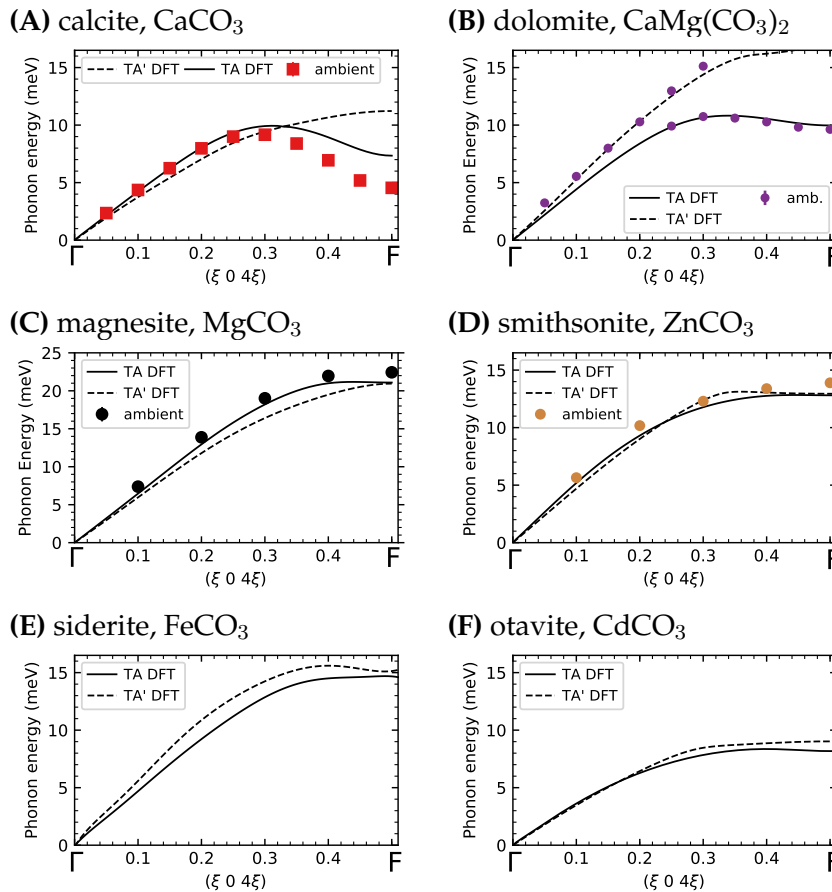 (A) calcite, CaCO₃
Phonon energy (meV)
15
10
5
0
TA' DFT TA DFT ambient
Γ 0.1 0.2 0.3 0.4 F
(ξ 0 4ξ)
(B) dolomite, CaMg(CO₃)₂
Phonon energy (meV)
15
10
5
0
TA DFT amb.
TA' DFT
Γ 0.1 0.2 0.3 0.4 F
(ξ 0 4ξ)
(C) magnesite, MgCO₃
Phonon Energy (meV)
25
20
15
10
5
0
TA DFT
TA' DFT
ambient
Γ 0.1 0.2 0.3 0.4 F
(ξ 0 4ξ)
(D) smithsonite, ZnCO₃
Phonon energy (meV)
15
10
5
0
TA DFT
TA' DFT
ambient
Γ 0.1 0.2 0.3 0.4 F
(ξ 0 4ξ)
(E) siderite, FeCO₃
Phonon energy (meV)
15
10
5
0
TA DFT
TA' DFT
Γ 0.1 0.2 0.3 0.4 F
(ξ 0 4ξ)
(F) otavite, CdCO₃
Phonon energy (meV)
15
10
5
0
TA DFT
TA' DFT
Γ 0.1 0.2 0.3 0.4 F
(ξ 0 4ξ)